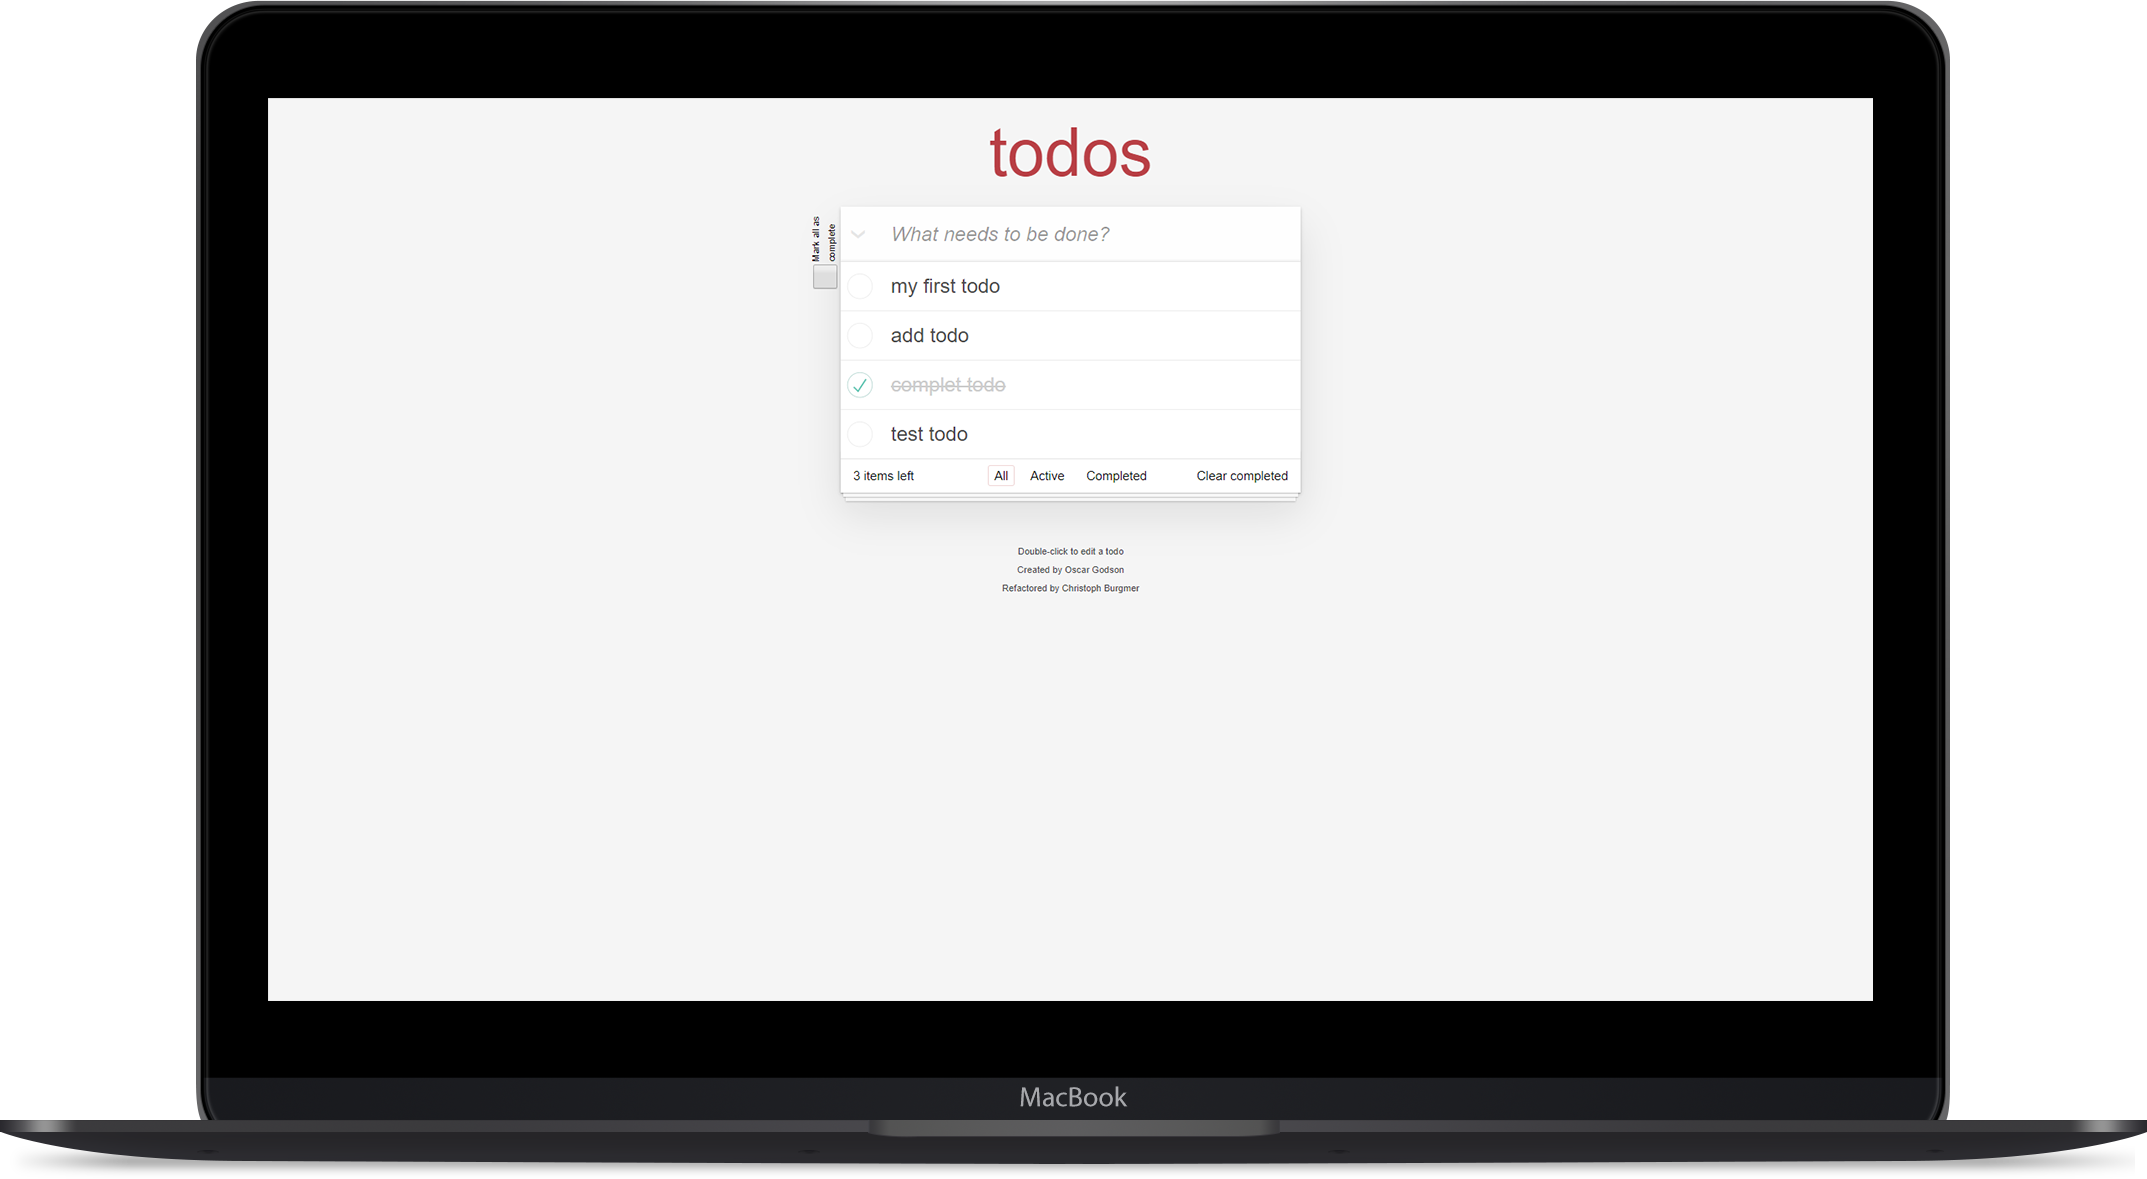 todos
Mark all as
complete
What needs to be done?
my first todo
add todo
complet todo
test todo
3 items left All Active Completed Clear completed
Double-click to edit a todo
Created by Oscar Godson
Refactored by Christoph Burgmer
MacBook